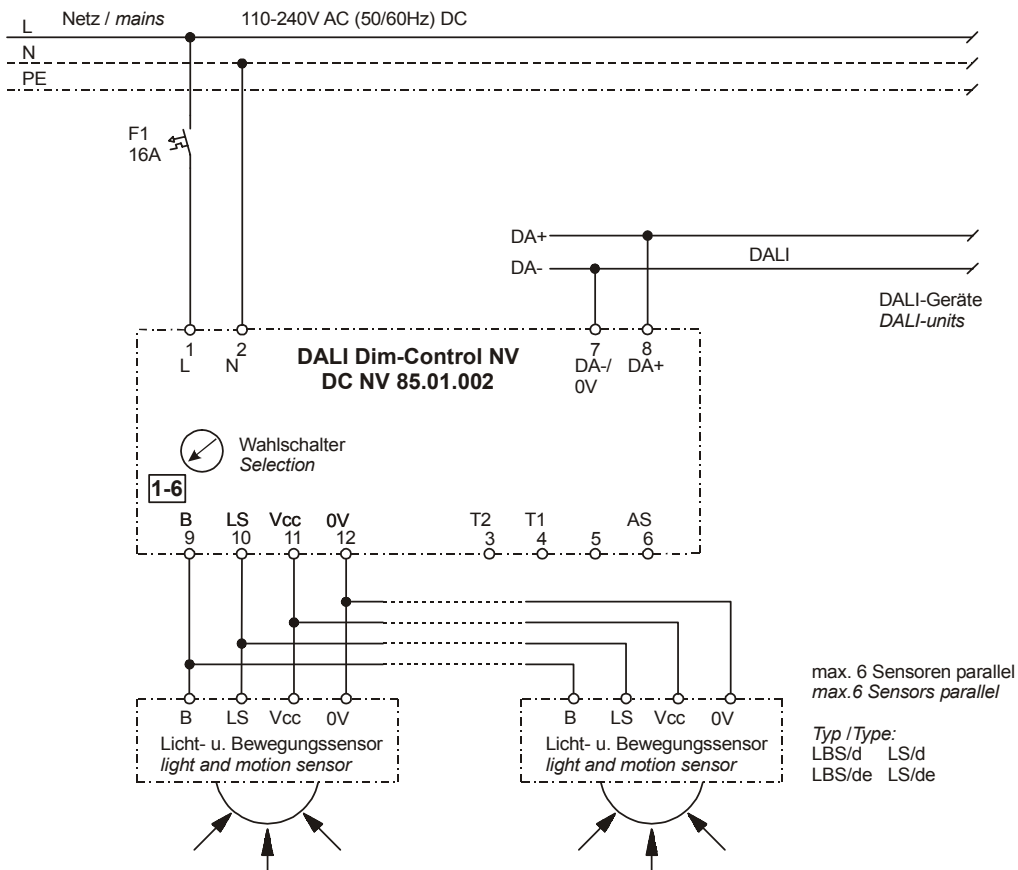 L Netz / mains 110-240V AC (50/60Hz) DC
N
PE
F1
16A
DA+
DALI
DA-
DALI-Geräte
DALI-units
1 2 7 8
L N DA-/ DA+
0V
DALI Dim-Control NV
DC NV 85.01.002
Wahlschalter
Selection
1-6
B LS Vcc 0V T2 T1 AS
9 10 11 12 3 4 5 6
B LS Vcc 0V
Licht- u. Bewegungssensor
light and motion sensor
B LS Vcc 0V
Licht- u. Bewegungssensor
light and motion sensor
max. 6 Sensoren parallel
max.6 Sensors parallel
Typ /Type:
LBS/d LS/d
LBS/de LS/de